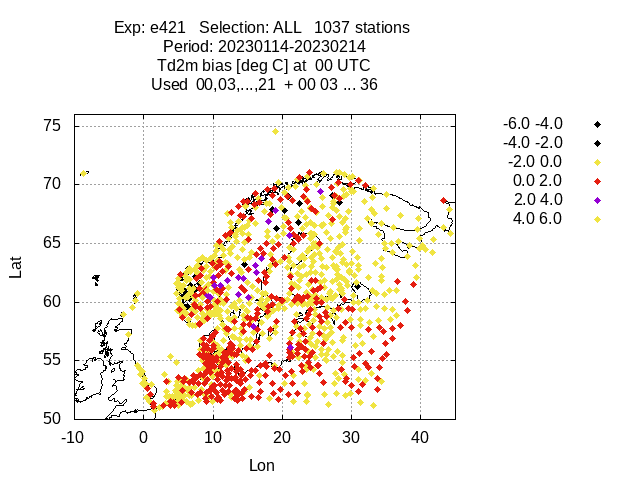 Exp: e421 Selection: ALL 1037 stations
Period: 20230114-20230214
Td2m bias [deg C] at 00 UTC
Used 00,03,...,21 + 00 03 ... 36
-6.0 -4.0
-4.0 -2.0
-2.0 0.0
0.0 2.0
2.0 4.0
4.0 6.0
75
70
65
60
55
50
Lat
-10 0 10 20 30 40
Lon